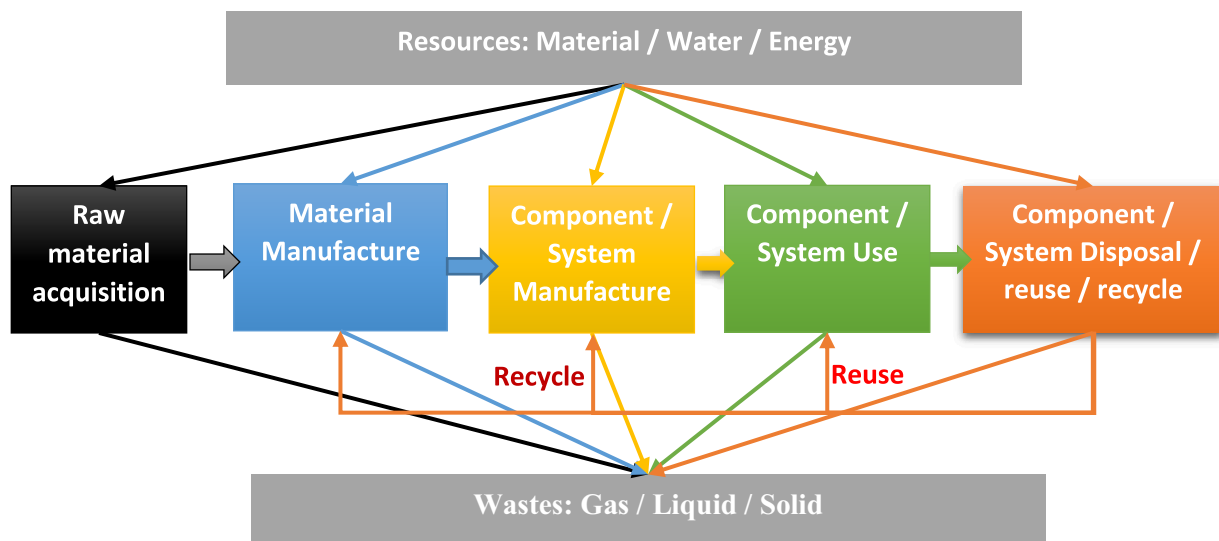 Resources: Material / Water / Energy
Raw
material
acquisition
Material
Manufacture
Component /
System
Manufacture
Component /
System Use
Component /
System Disposal /
reuse / recycle
Recycle
Reuse
Wastes: Gas / Liquid / Solid